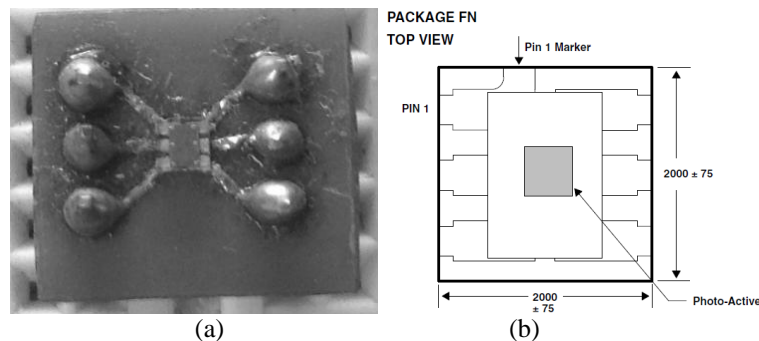 PACKAGE FN
TOP VIEW
Pin 1 Marker
PIN 1
2000 ± 75
2000
± 75
Photo-Active
(a)
(b)